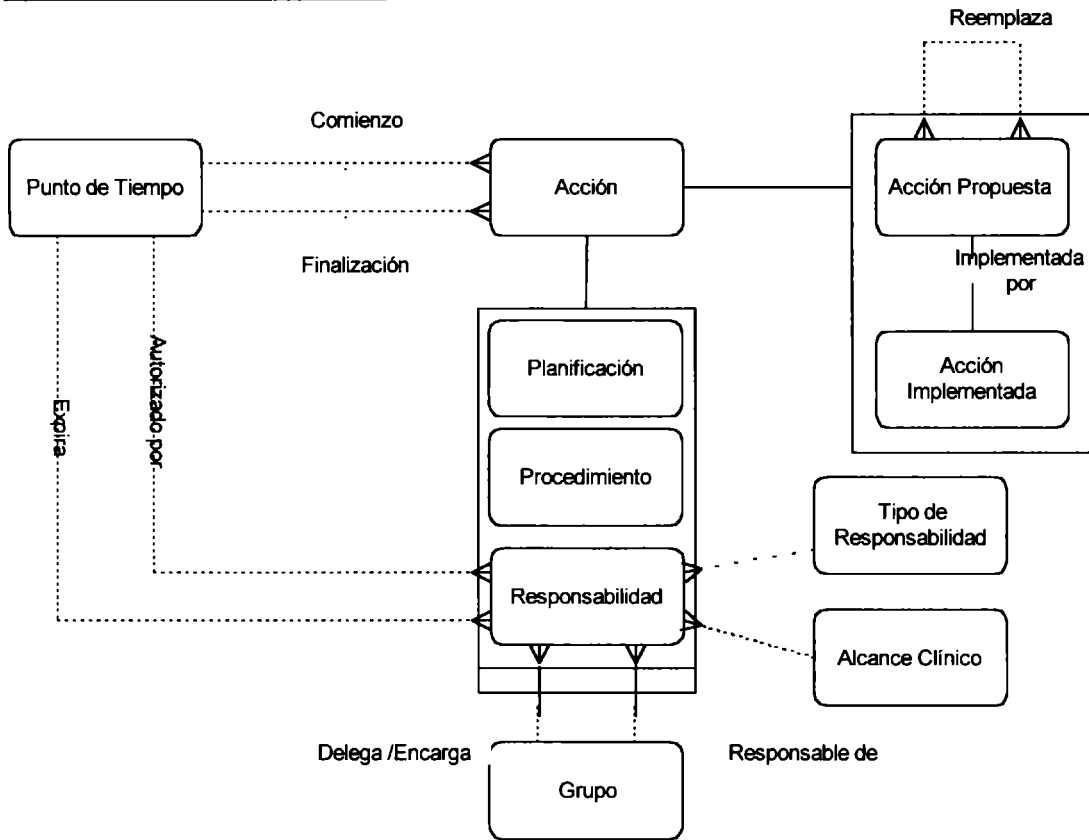 Reemplaza
Comienzo
Punto de Tiempo
Acción
Acción Propuesta
Finalización
Implementada
por
Autorizado por
Expira
Planificación
Acción
Implementada
Procedimiento
Tipo de
Responsabilidad
Responsabilidad
Alcance Clínico
Delega /Encarga
Responsable de
Grupo